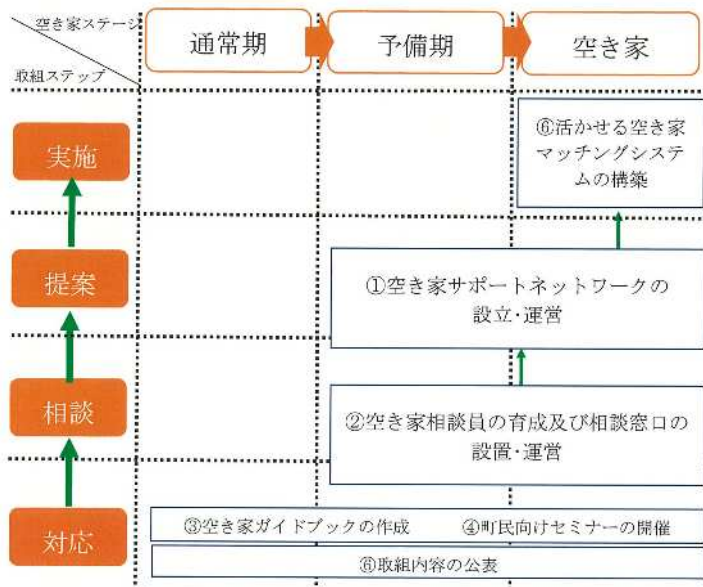 空き家ステージ
取組ステップ
通常期
予備期
空き家
実施
⑥活かせる空き家
マッチングシステ
ムの構築
提案
①空き家サポートネットワークの
設立・運営
相談
②空き家相談員の育成及び相談窓口の
設置・運営
対応
③空き家ガイドブックの作成
④町民向けセミナーの開催
⑥取組内容の公表